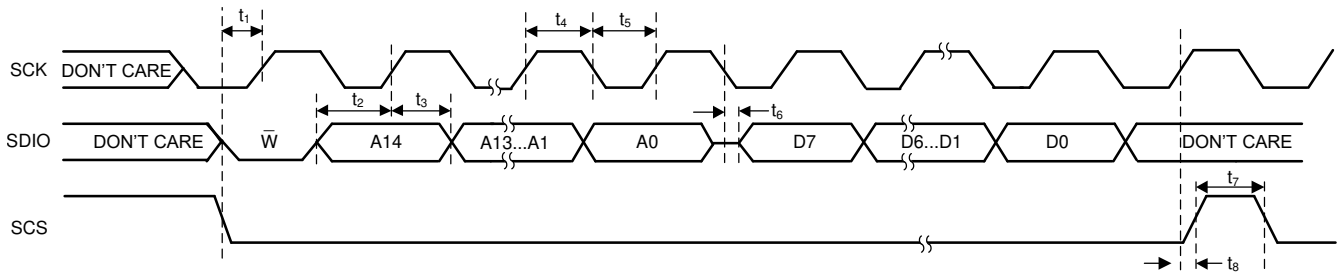 t1 t4 t5
SCK DON'T CARE
t2 t3 t6
SDIO DON'T CARE W̅ A14 A13...A1 A0 D7 D6...D1 D0 DON'T CARE
t7
SCS
t8